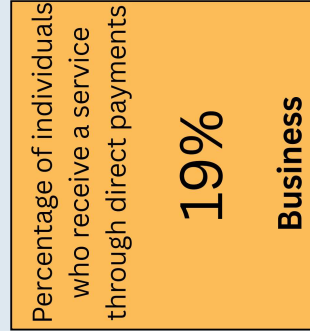 Percentage of individuals
who receive a service
through direct payments
19%
Business